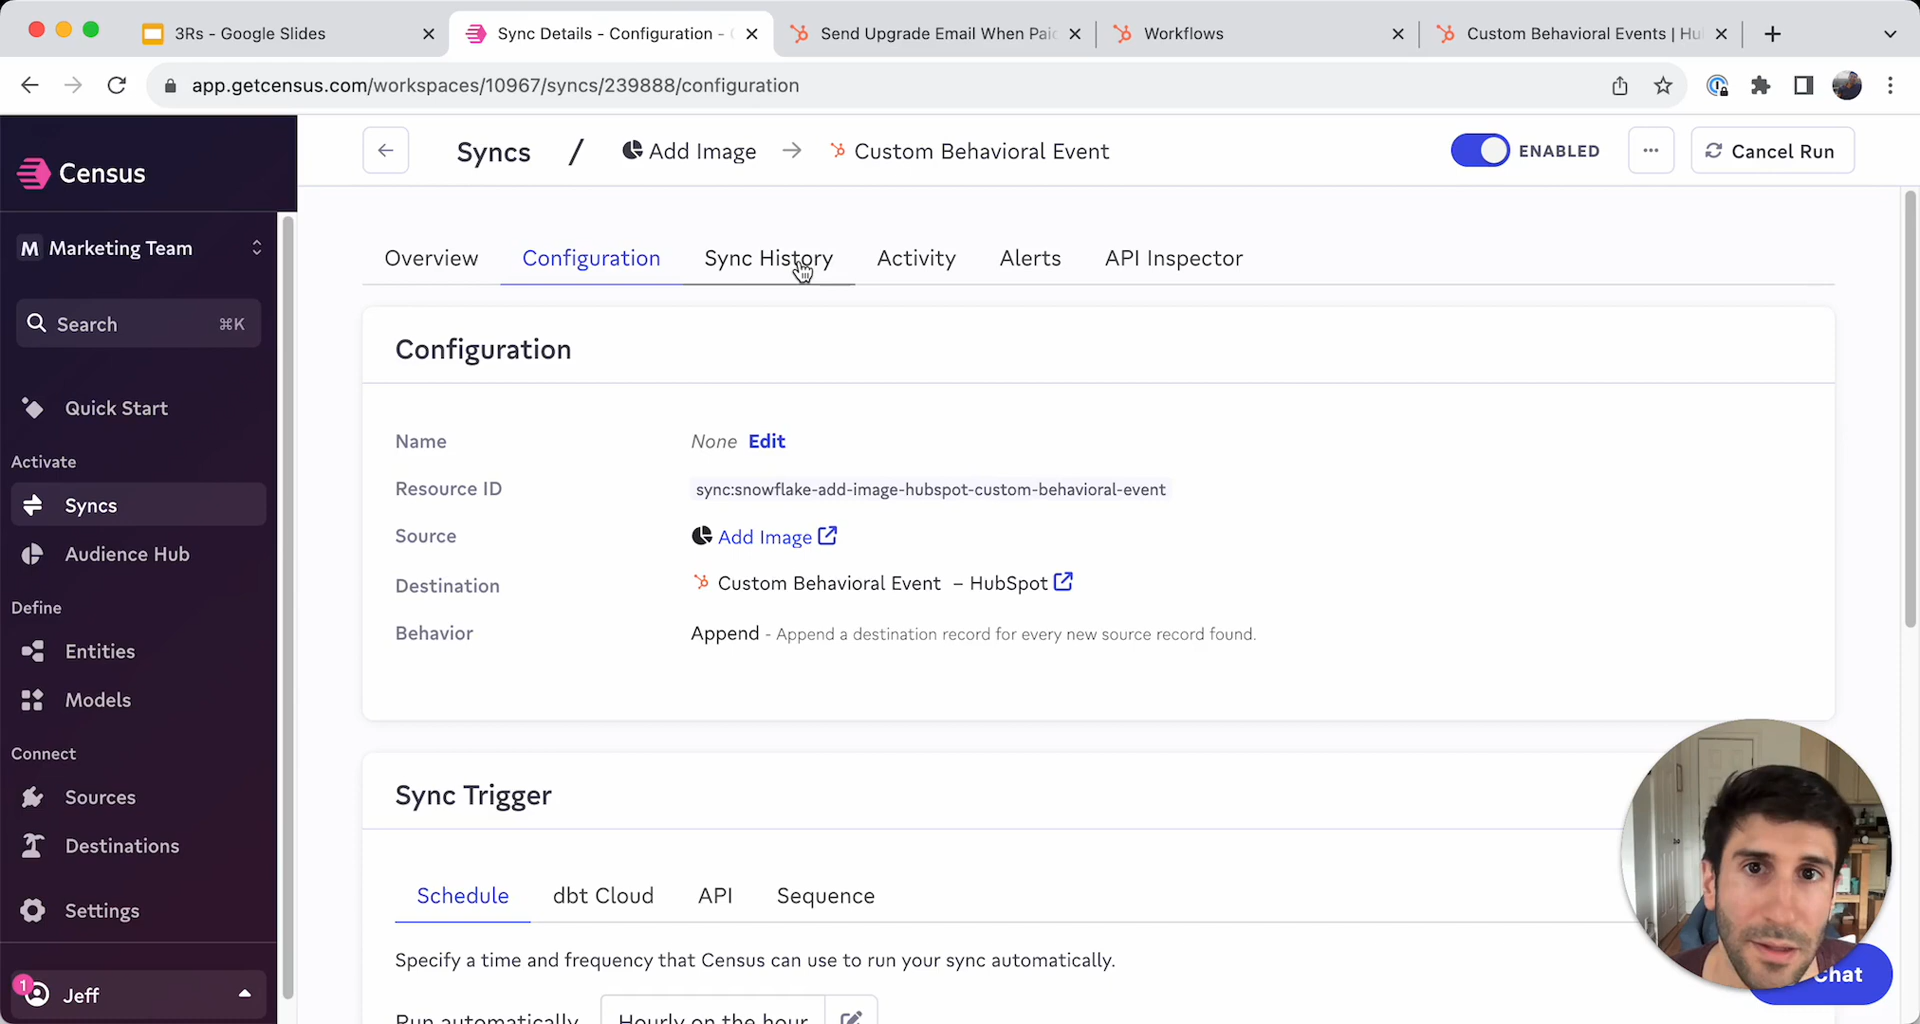 3Rs - Google Slides
Sync Details - Configuration -
Send Upgrade Email When Paid
Workflows
Custom Behavioral Events | Hu
app.getcensus.com/workspaces/10967/syncs/239888/configuration
Census
Syncs / Add Image → Custom Behavioral Event
ENABLED
...
Cancel Run
M Marketing Team
Search ⌘K
Quick Start
Activate
Syncs
Audience Hub
Define
Entities
Models
Connect
Sources
Destinations
Settings
1
Jeff
Overview
Configuration
Sync History
Activity
Alerts
API Inspector
Configuration
Name None Edit
Resource ID sync:snowflake-add-image-hubspot-custom-behavioral-event
Source Add Image
Destination Custom Behavioral Event – HubSpot
Behavior Append - Append a destination record for every new source record found.
Sync Trigger
Schedule
dbt Cloud
API
Sequence
Specify a time and frequency that Census can use to run your sync automatically.
Run automatically Hourly on the hour
hat